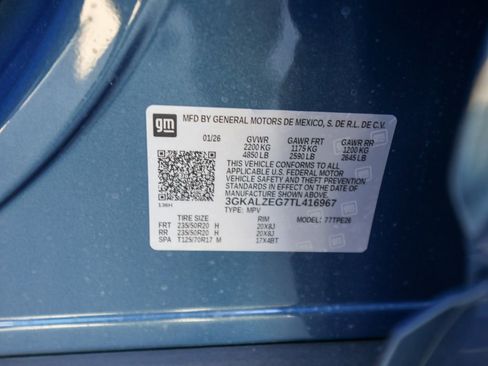 gm
MFD BY GENERAL MOTORS DE MEXICO, S. DE R.L. DE C.V.
01/26 GVWR GAWR FRT GAWR RR
2200 KG 1175 KG 1200 KG
4850 LB 2590 LB 2645 LB
THIS VEHICLE CONFORMS TO ALL
APPLICABLE U.S. FEDERAL MOTOR
VEHICLE SAFETY, BUMPER, AND THEFT
PREVENTION STANDARDS IN EFFECT ON
THE DATE OF MANUFACTURE SHOWN ABOVE.
3GKALZEG7TL416967
136H TYPE: MPV MODEL: 77TPE26
TIRE SIZE RIM
FRT 235/50R20 H 20X8J
RR 235/50R20 H 20X8J
SPA T125/70R17 M 17X4BT